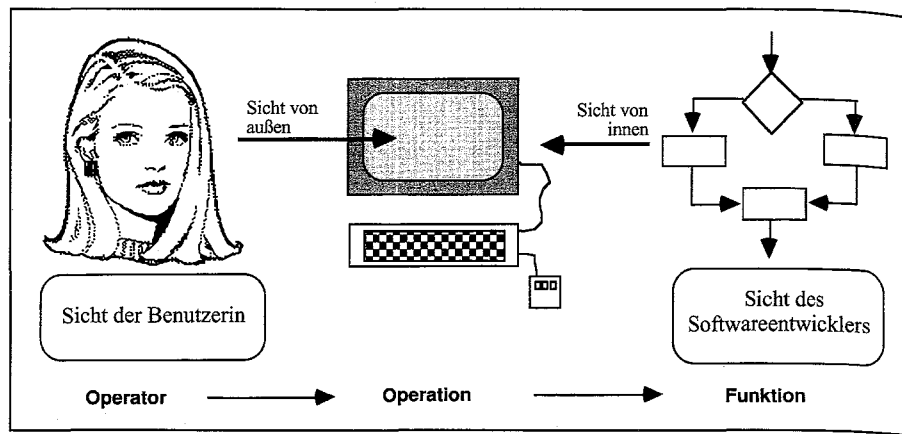 Sicht von
außen
Sicht von
innen
Sicht der Benutzerin
Sicht des
Softwareentwicklers
Operator
Operation
Funktion